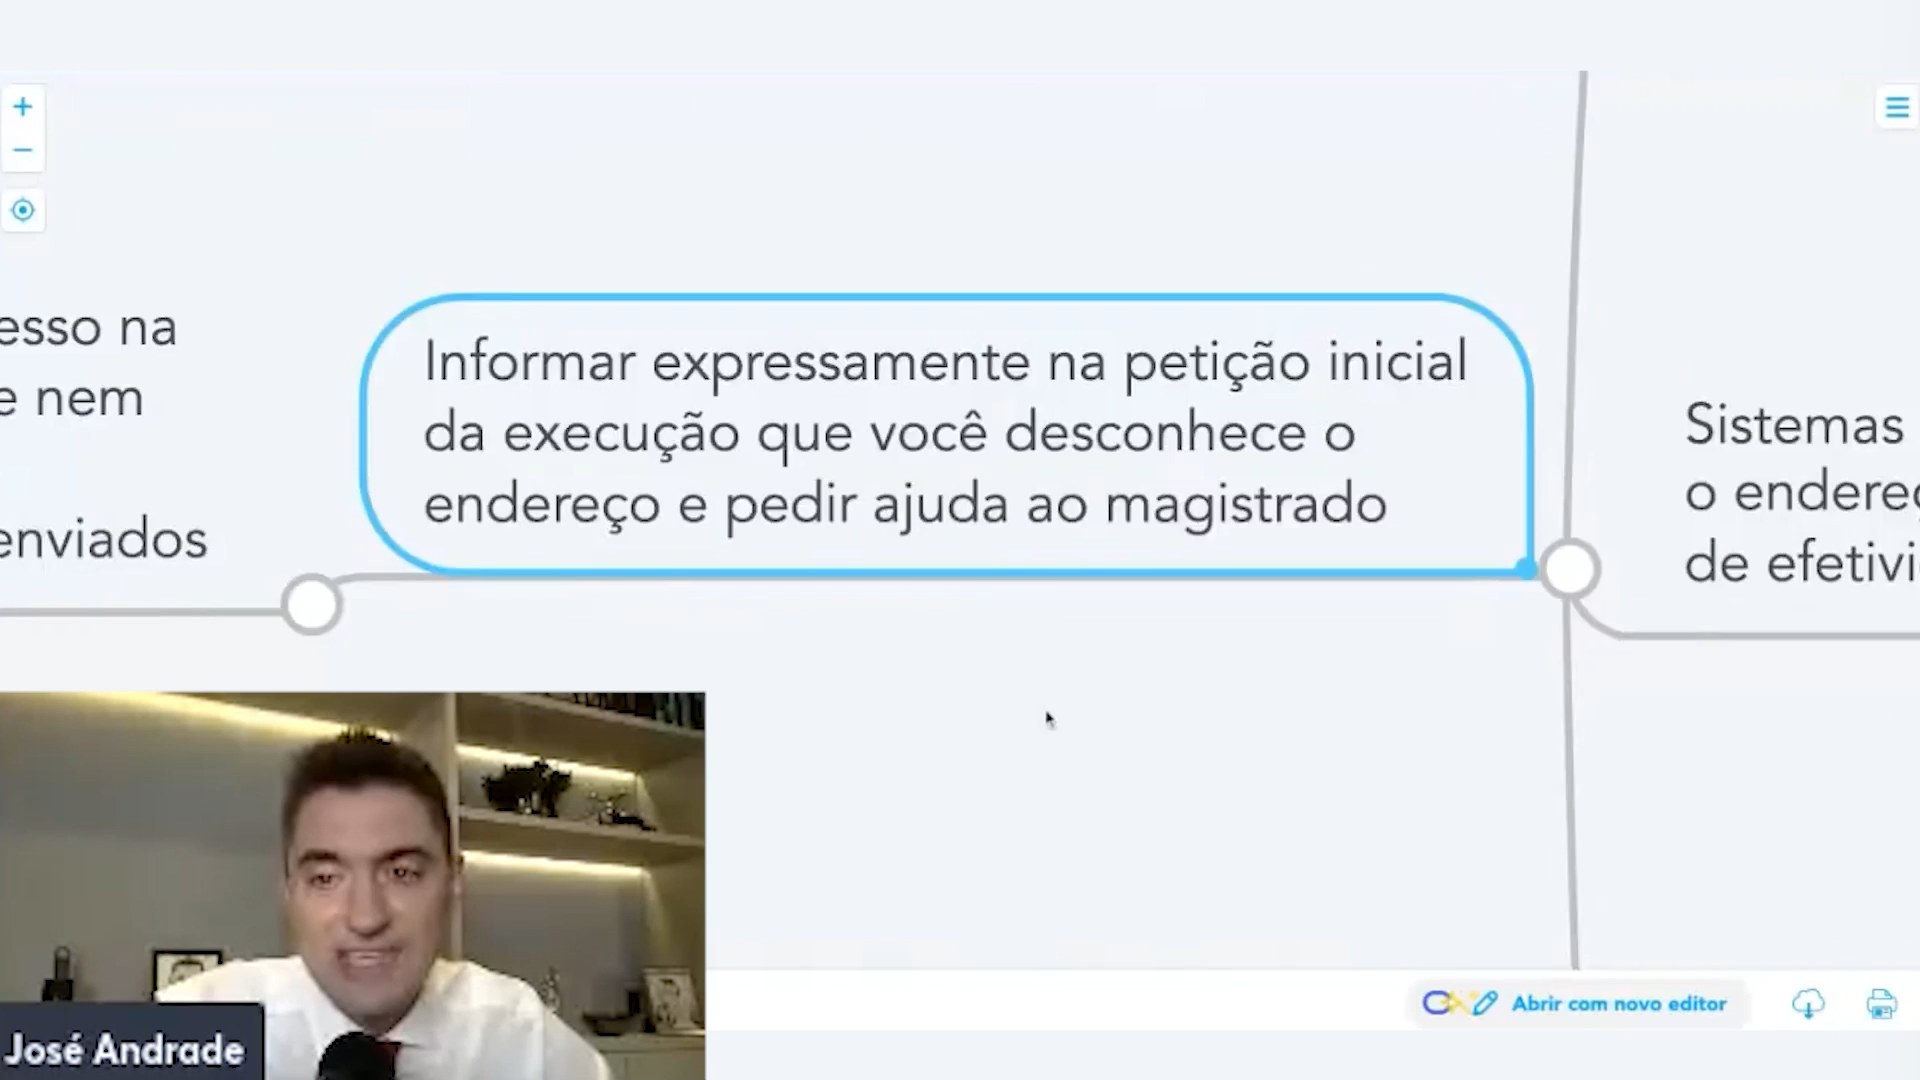 esso na
e nem
enviados
Informar expressamente na petição inicial
da execução que você desconhece o
endereço e pedir ajuda ao magistrado
Sistemas
o endereç
de efetivi
Abrir com novo editor
José Andrade